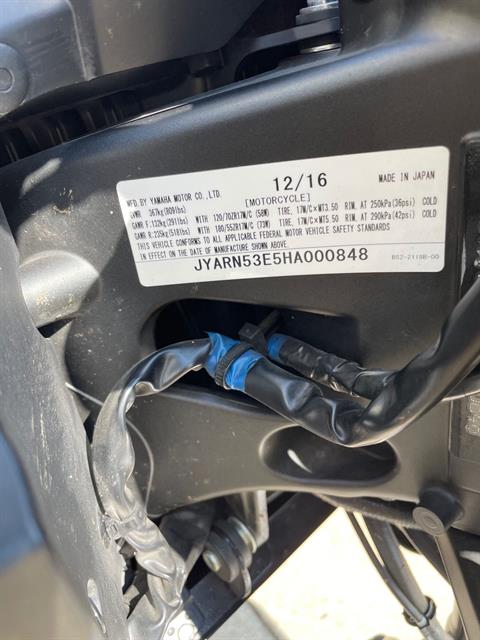 12/16
MFD.BY YAMAHA MOTOR CO.,LTD. [MOTORCYCLE] MADE IN JAPAN
GVWR 367kg(809lbs)
GAWR F:132kg(291lbs) WITH 120/70ZR17M/C (58W) TIRE, 17M/C×MT3.50 RIM, AT 250kPa(36psi) COLD
GAWR R:235kg(518lbs) WITH 180/55ZR17M/C (73W) TIRE, 17M/C×MT5.50 RIM, AT 290kPa(42psi) COLD
THIS VEHICLE CONFORMS TO ALL APPLICABLE FEDERAL MOTOR VEHICLE SAFETY STANDARDS
IN EFFECT ON THE DATE OF MANUFACTURE SHOWN ABOVE.
JYARN53E5HA000848 BS2-2118B-00